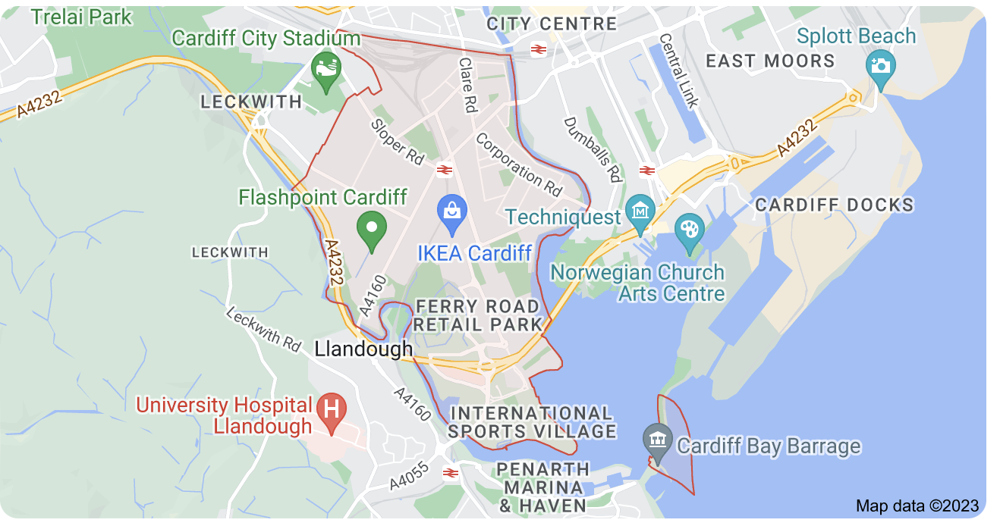 Trelai Park
CITY CENTRE
Cardiff City Stadium
Splott Beach
Central Link
EAST MOORS
Clare Rd
A4232
LECKWITH
Sloper Rd
Corporation Rd
Dumballs Rd
A4232
Flashpoint Cardiff
CARDIFF DOCKS
Techniquest
LECKWITH
A4232
IKEA Cardiff
Norwegian Church
Arts Centre
A4160
FERRY ROAD
RETAIL PARK
Leckwith Rd
Llandough
A4160
University Hospital
Llandough
H
INTERNATIONAL
SPORTS VILLAGE
Cardiff Bay Barrage
A4055
PENARTH
MARINA
& HAVEN
Map data ©2023